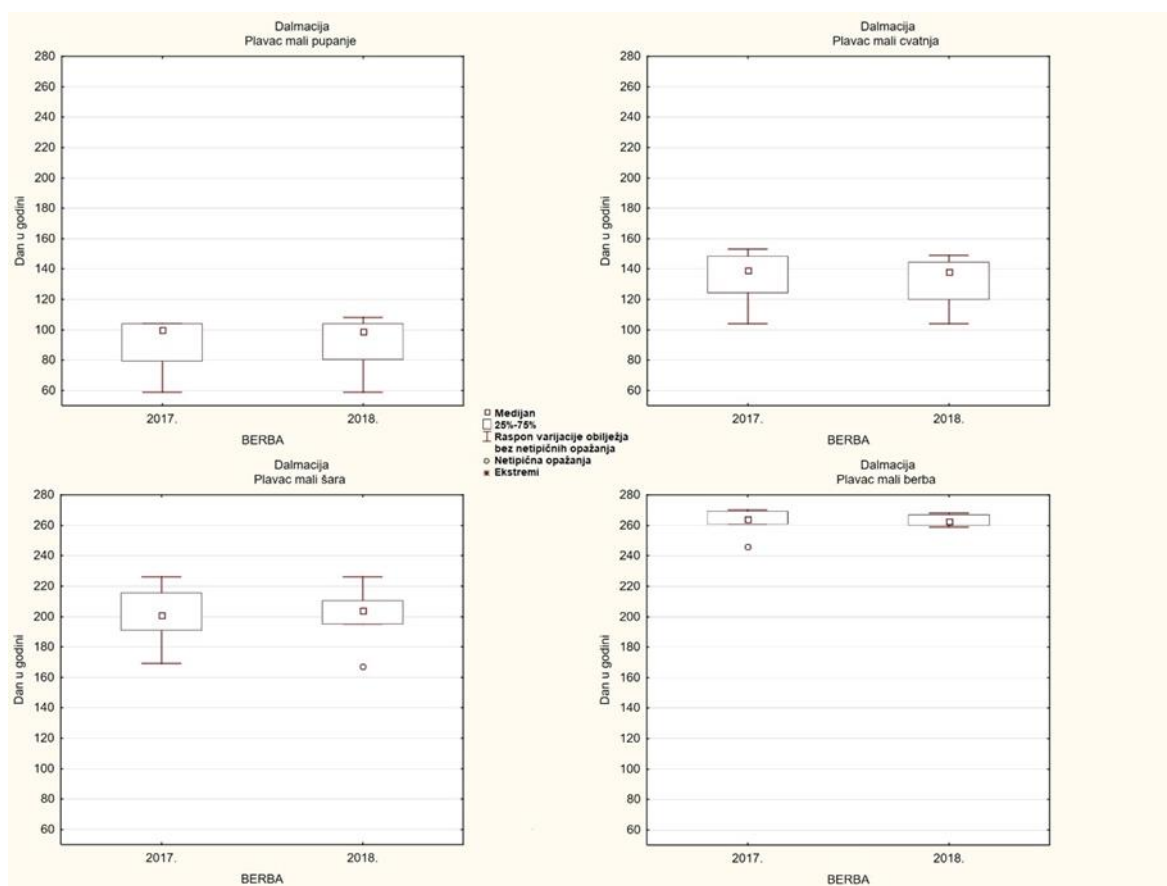 Dalmacija
Plavac mali pupanje
280
260
240
220
200
180
160
140
120
100
80
60
Dan u godini
2017.
2018.
BERBA
Dalmacija
Plavac mali cvatnja
280
260
240
220
200
180
160
140
120
100
80
60
Dan u godini
2017.
2018.
BERBA
Medijan
25%-75%
Raspon varijacije obilježja
bez netipičnih opažanja
Netipična opažanja
Ekstremi
Dalmacija
Plavac mali šara
280
260
240
220
200
180
160
140
120
100
80
60
Dan u godini
2017.
2018.
BERBA
Dalmacija
Plavac mali berba
280
260
240
220
200
180
160
140
120
100
80
60
Dan u godini
2017.
2018.
BERBA